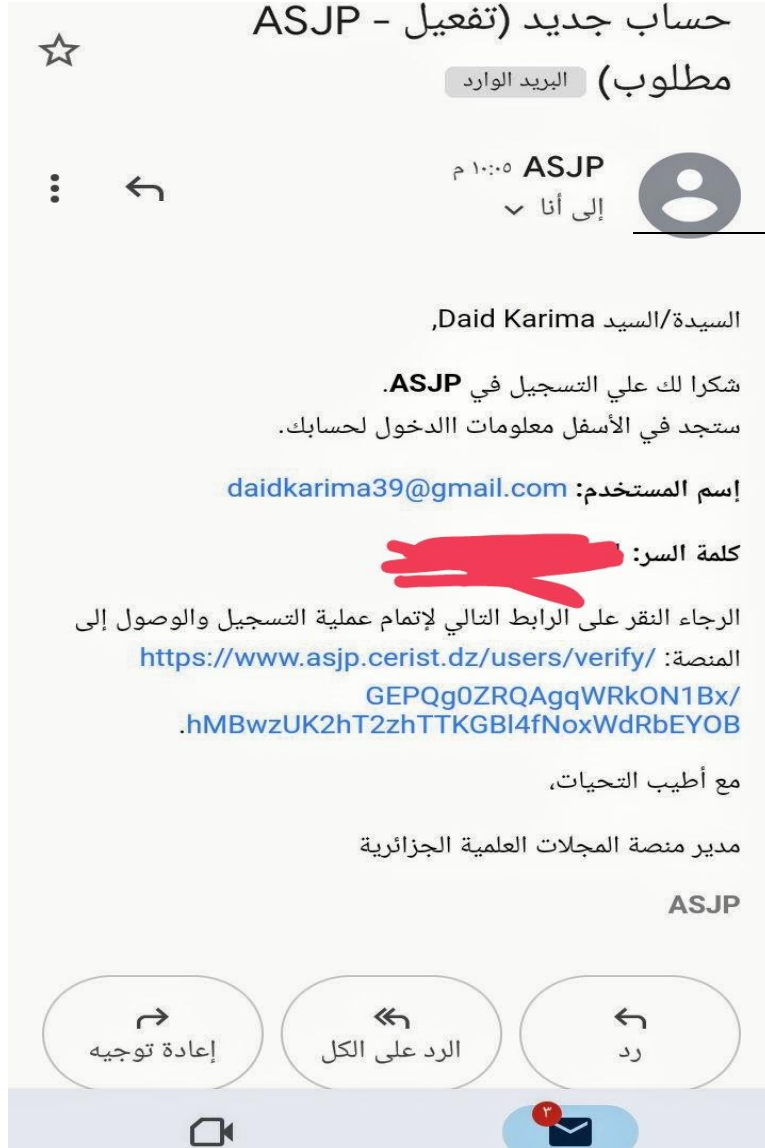 حساب جديد (تفعيل - ASJP
مطلوب) البريد الوارد
ASJP ١٠:٠٥ م
إلى أنا
السيدة/السيد Daid Karima,
شكرا لك علي التسجيل في ASJP.
ستجد في الأسفل معلومات االدخول لحسابك.
إسم المستخدم: daidkarima39@gmail.com
كلمة السر:
الرجاء النقر على الرابط التالي لإتمام عملية التسجيل والوصول إلى
المنصة: https://www.asjp.cerist.dz/users/verify/
GEPQg0ZRQAgqWRkON1Bx/
hMBwzUK2hT2zhTTKGBl4fNoxWdRbEYOB.
مع أطيب التحيات،
مدير منصة المجلات العلمية الجزائرية
ASJP
رد
الرد على الكل
إعادة توجيه
٣